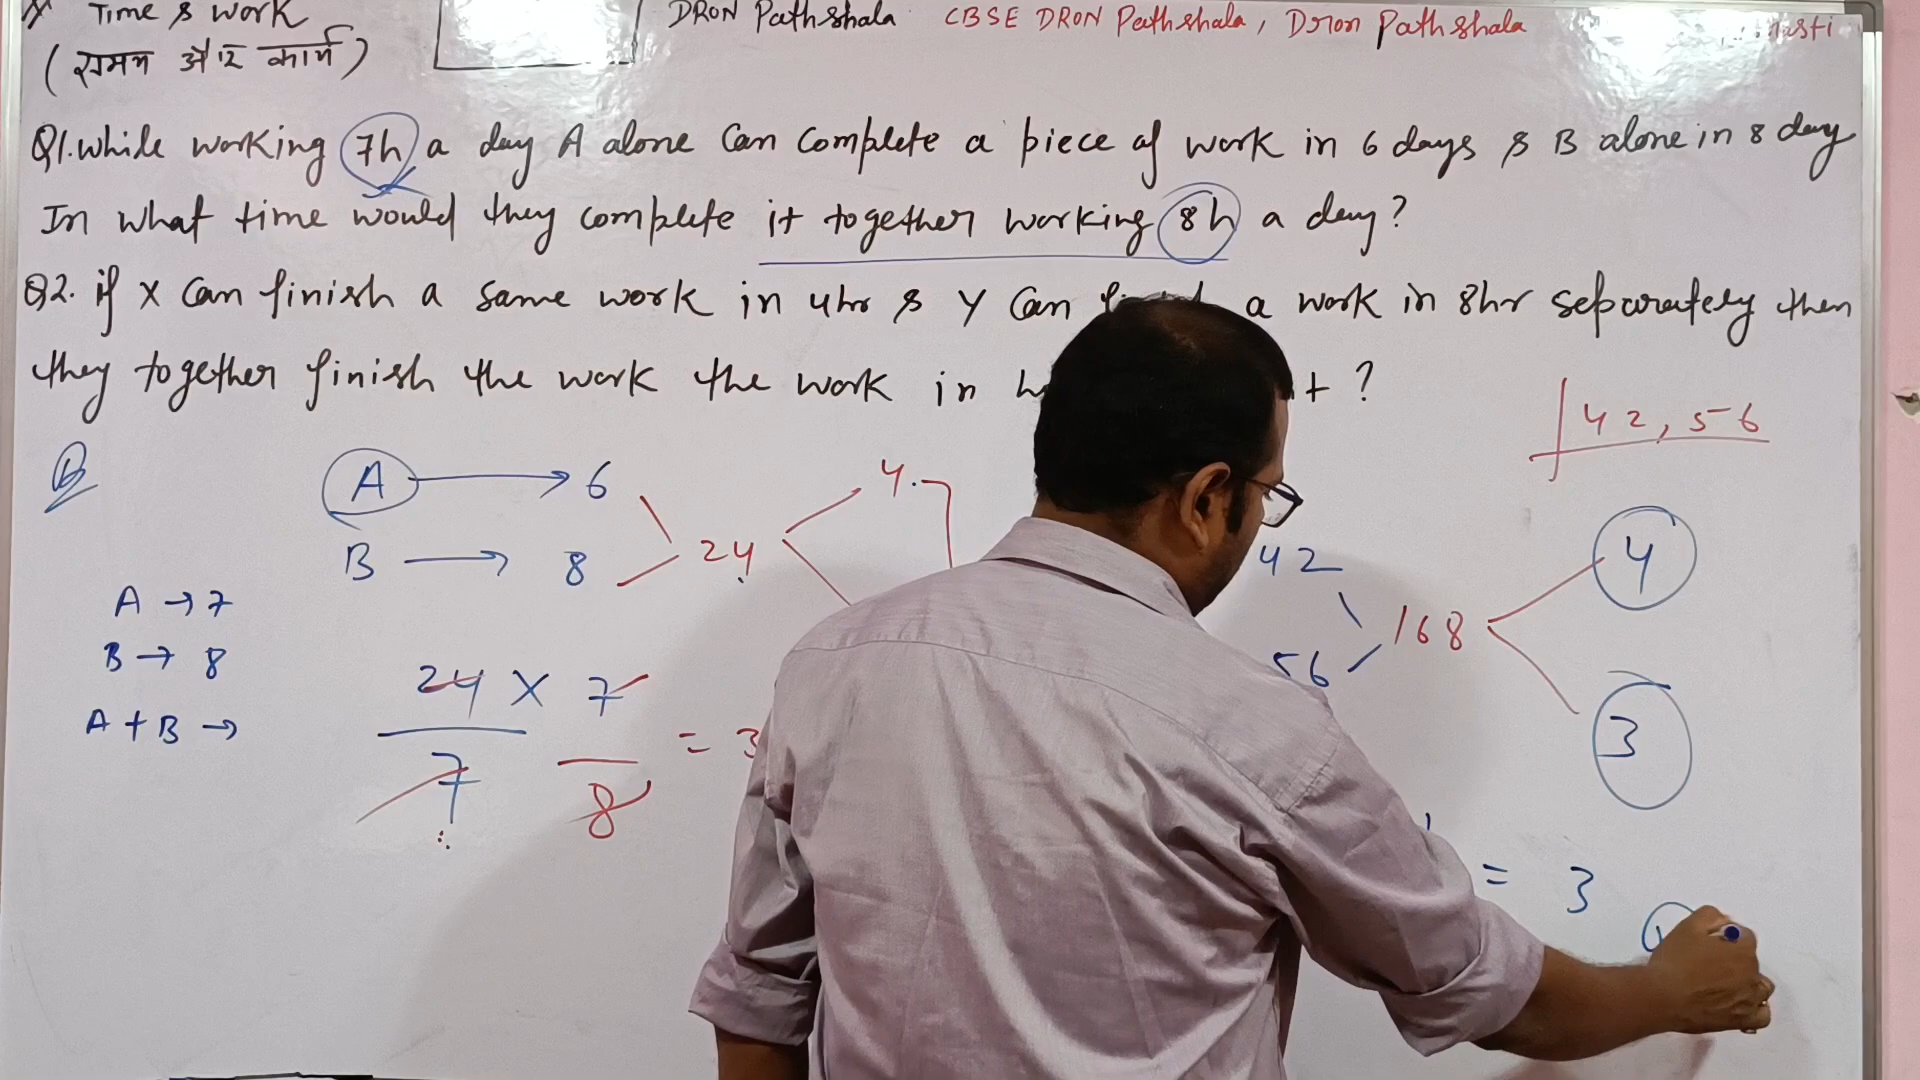 Time & work
(समय और कार्य)
DRON Pathshala CBSE DRON Pathshala, Dron Pathshala
Q1. While working 7h a day A alone Can Complete a piece of work in 6 days & B alone in 8 day
In what time would they complete it together working 8h a day?
Q2. if X Can finish a same work in 4hr & Y Can a work in 8hr separately then
they together finish the work the work in ?
42, 56
A → 6
B → 8
24
4
A → 7
B → 8
A + B →
24 × 7
7 8
= 3
42
56
168
4
3
= 3